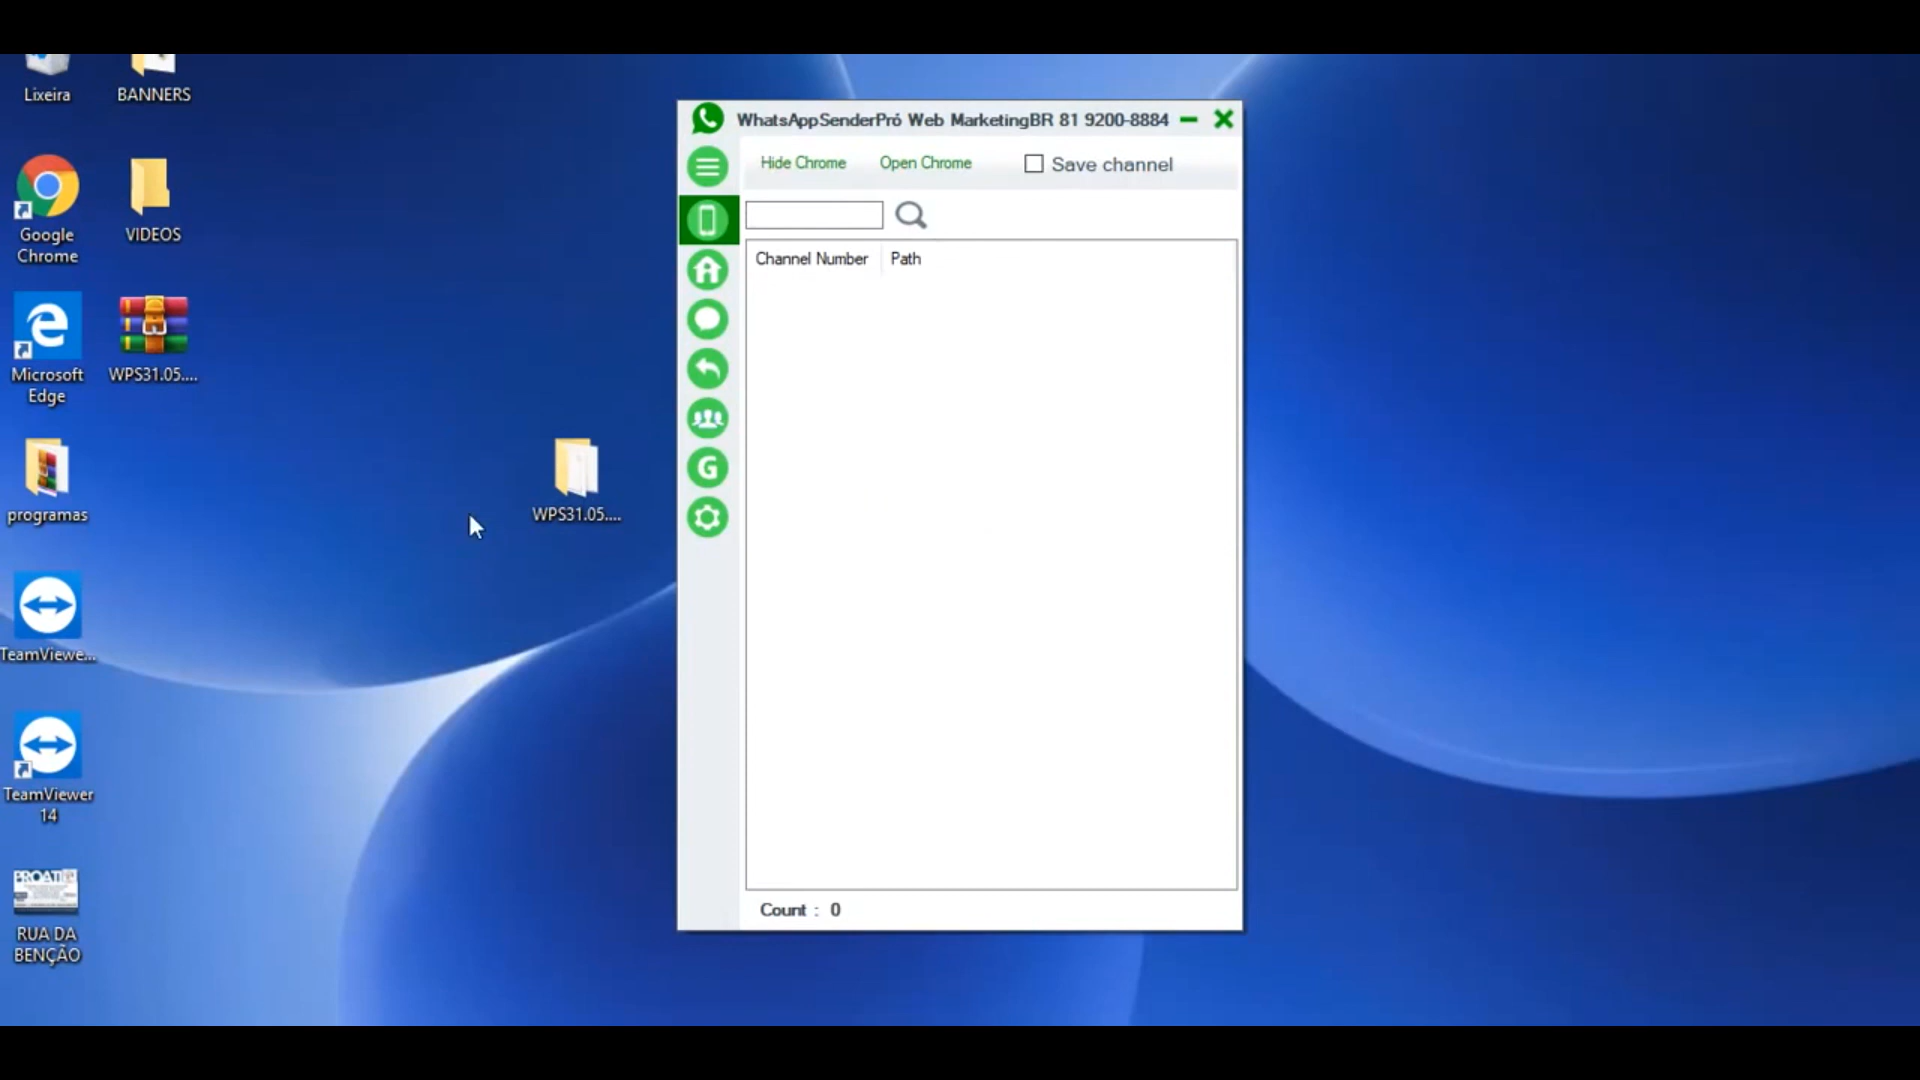 Lixeira
BANNERS
Google
Chrome
VIDEOS
Microsoft
Edge
WPS31.05....
programas
WPS31.05....
TeamViewe...
TeamViewer
14
PROATI
RUA DA
BENÇÃO
WhatsAppSenderPró Web MarketingBR 81 9200-8884
Hide Chrome
Open Chrome
Save channel
Channel Number
Path
G
Count : 0